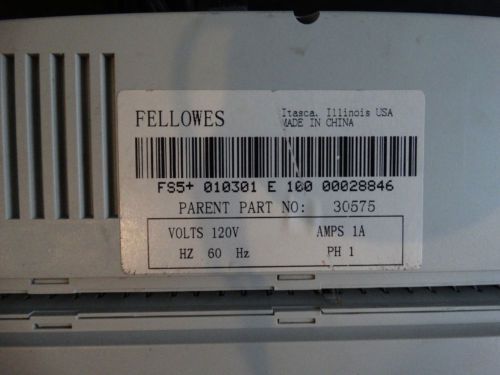 FELLOWES
Itasca, Illinois USA
MADE IN CHINA
FS5+ 010301 E 100 00028846
PARENT PART NO: 30575
VOLTS 120V AMPS 1A
HZ 60 Hz PH 1